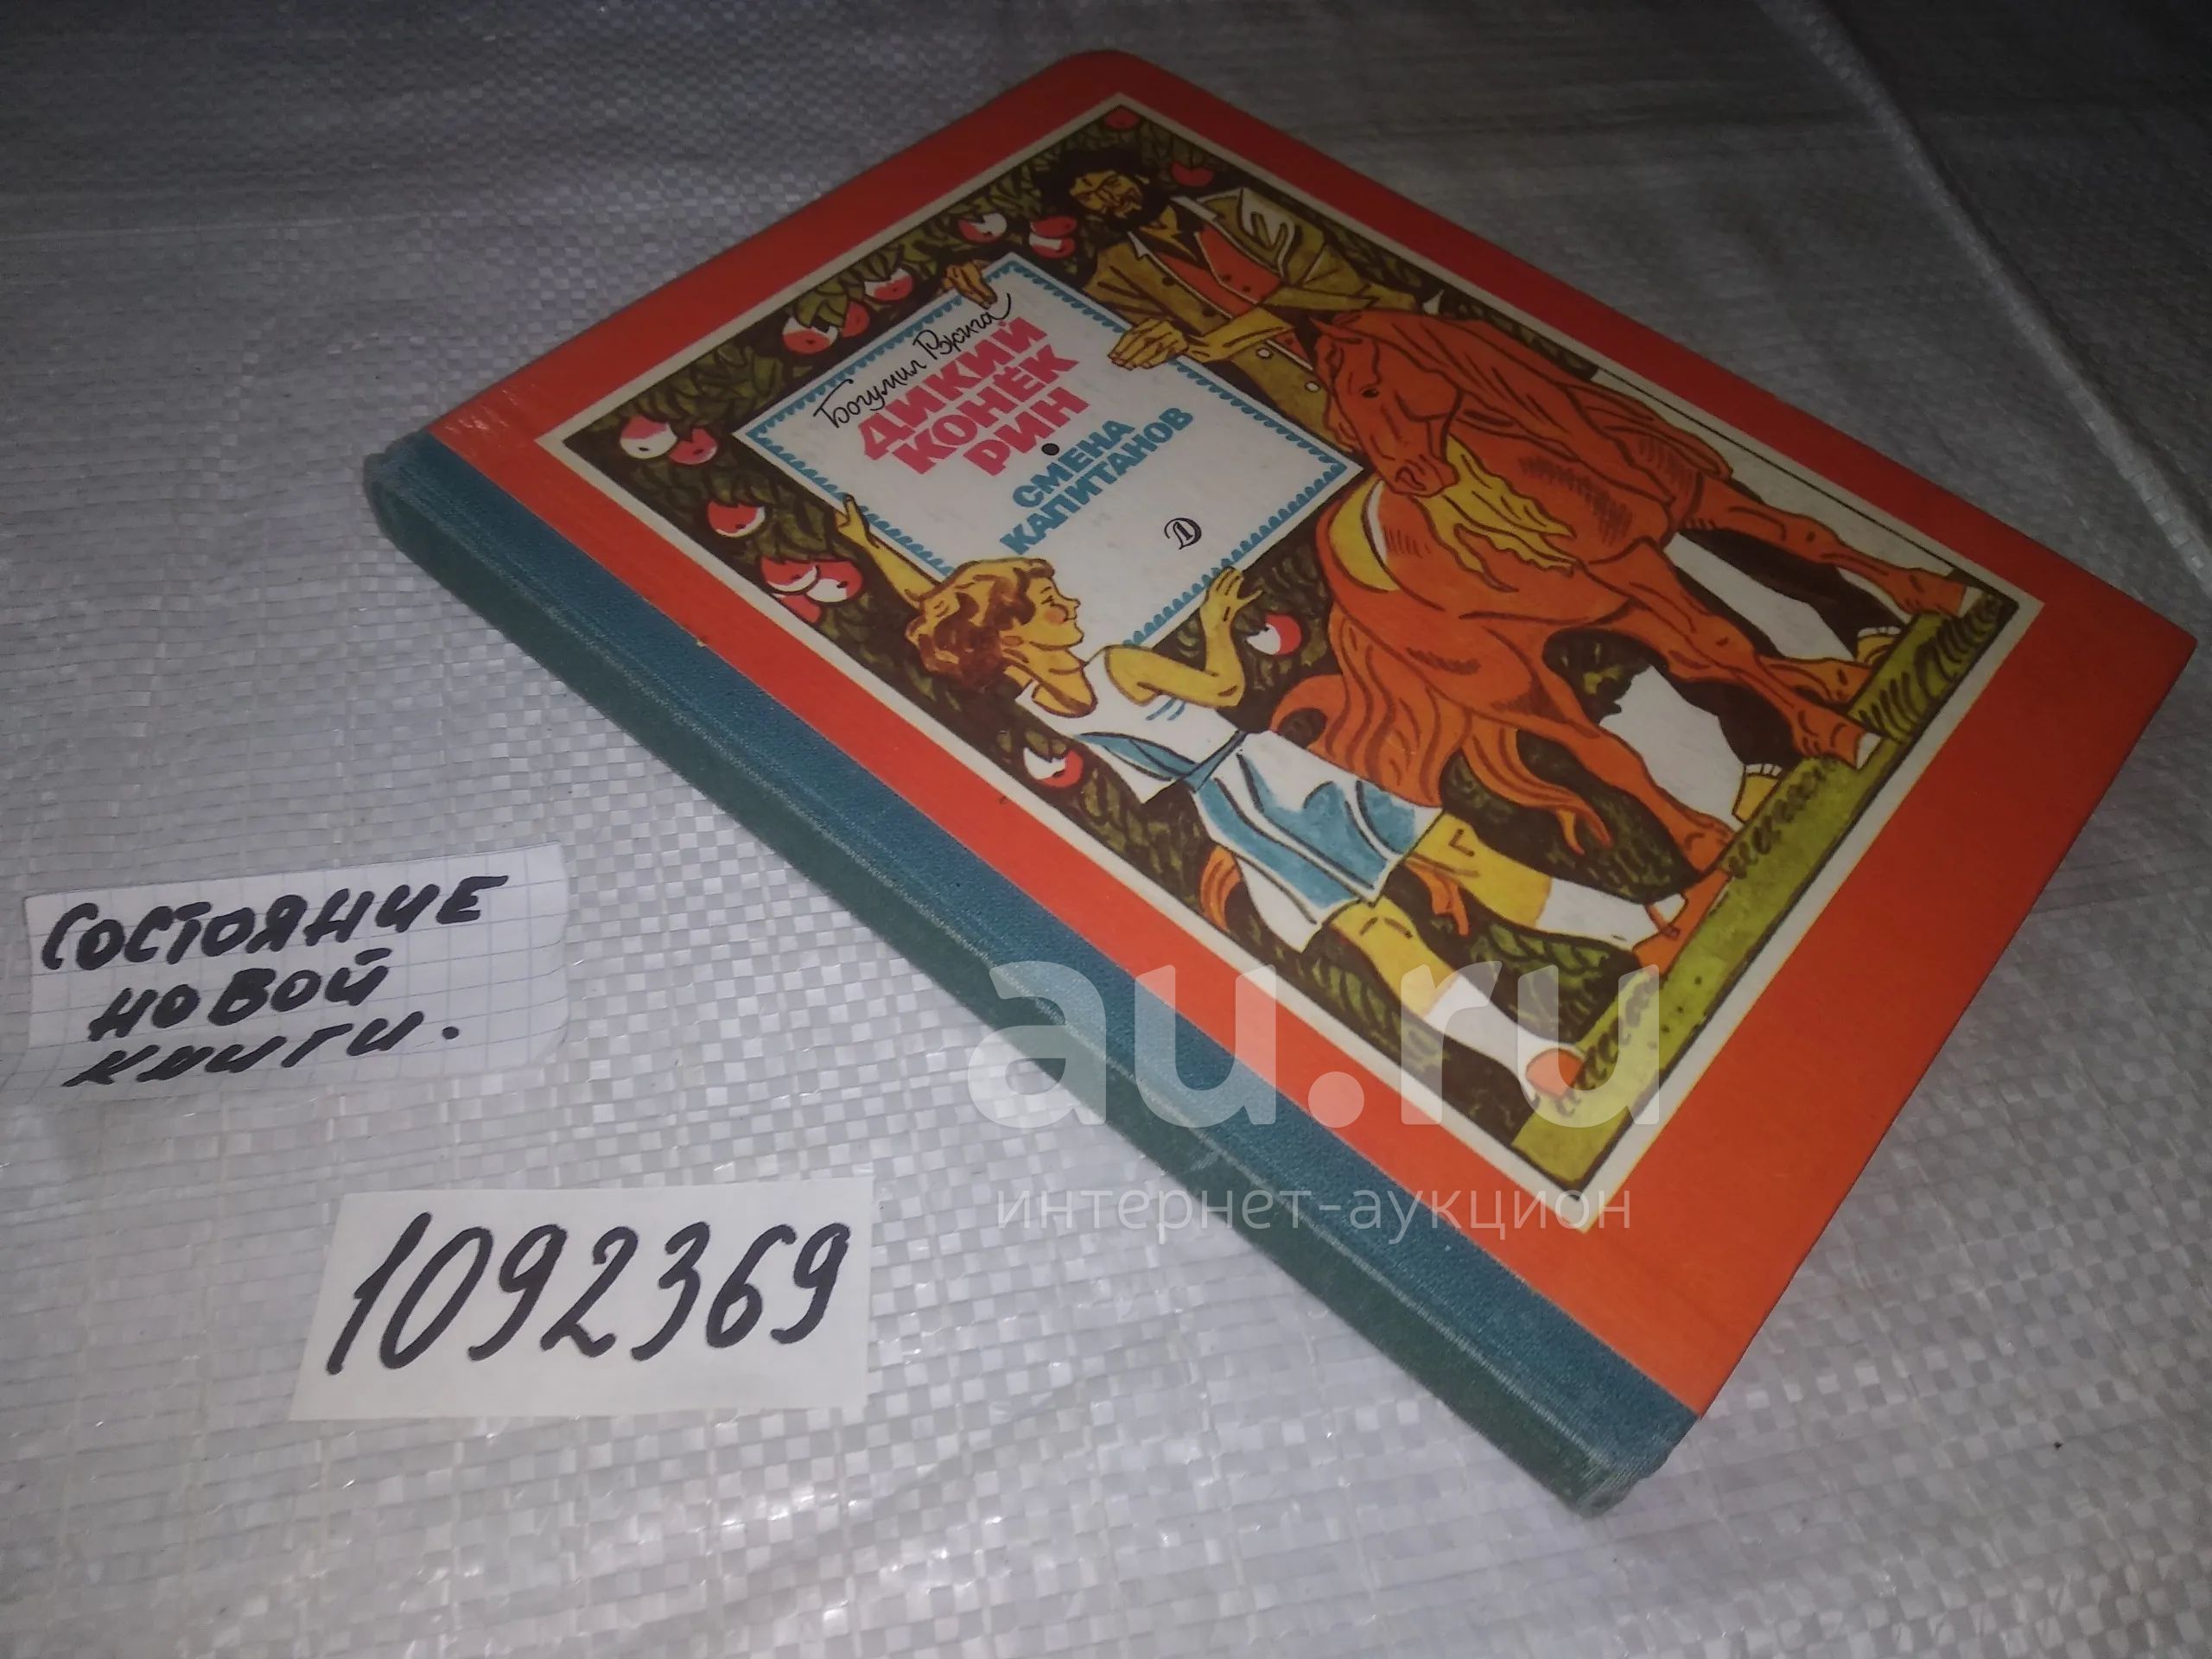 Богумил Ржига
ДИКИЙ
КОНЁК
РИН
•
СМЕНА
КАПИТАНОВ
Д
СОСТОЯНИЕ
НОВОЙ
КНИГИ.
1092369
au.ru
интернет-аукцион